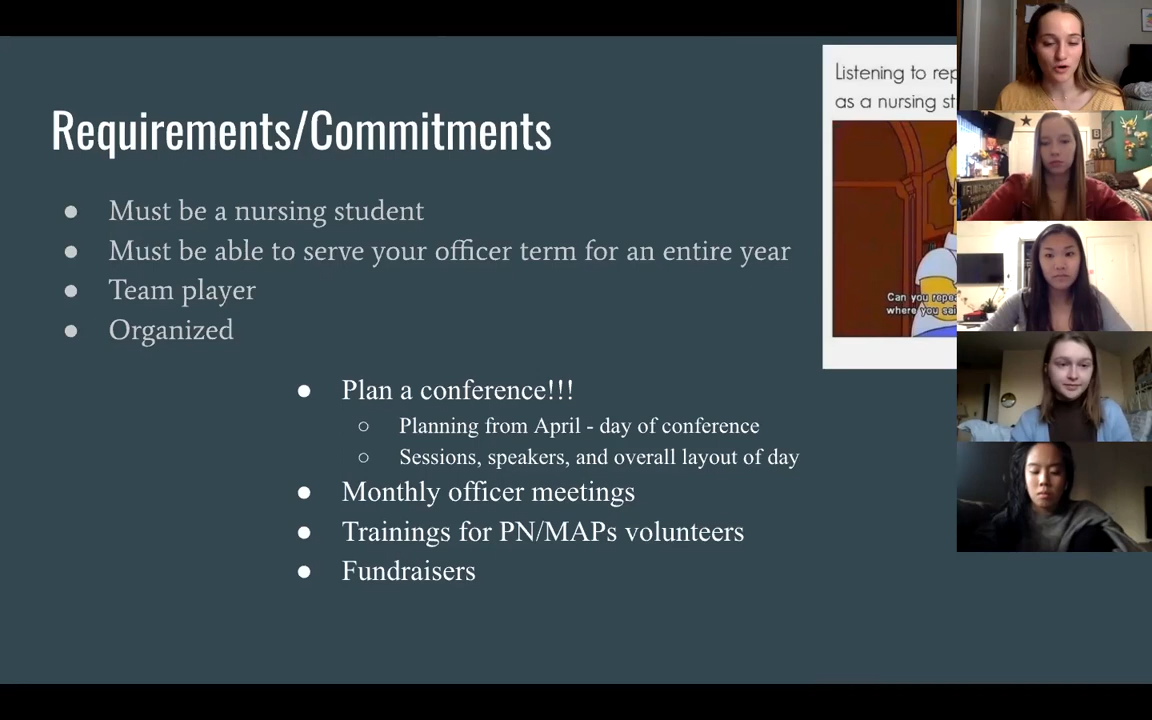 Requirements/Commitments
● Must be a nursing student
● Must be able to serve your officer term for an entire year
● Team player
● Organized
● Plan a conference!!!
○ Planning from April - day of conference
○ Sessions, speakers, and overall layout of day
● Monthly officer meetings
● Trainings for PN/MAPs volunteers
● Fundraisers
Listening to rep
as a nursing st
Can you repe
where you sai